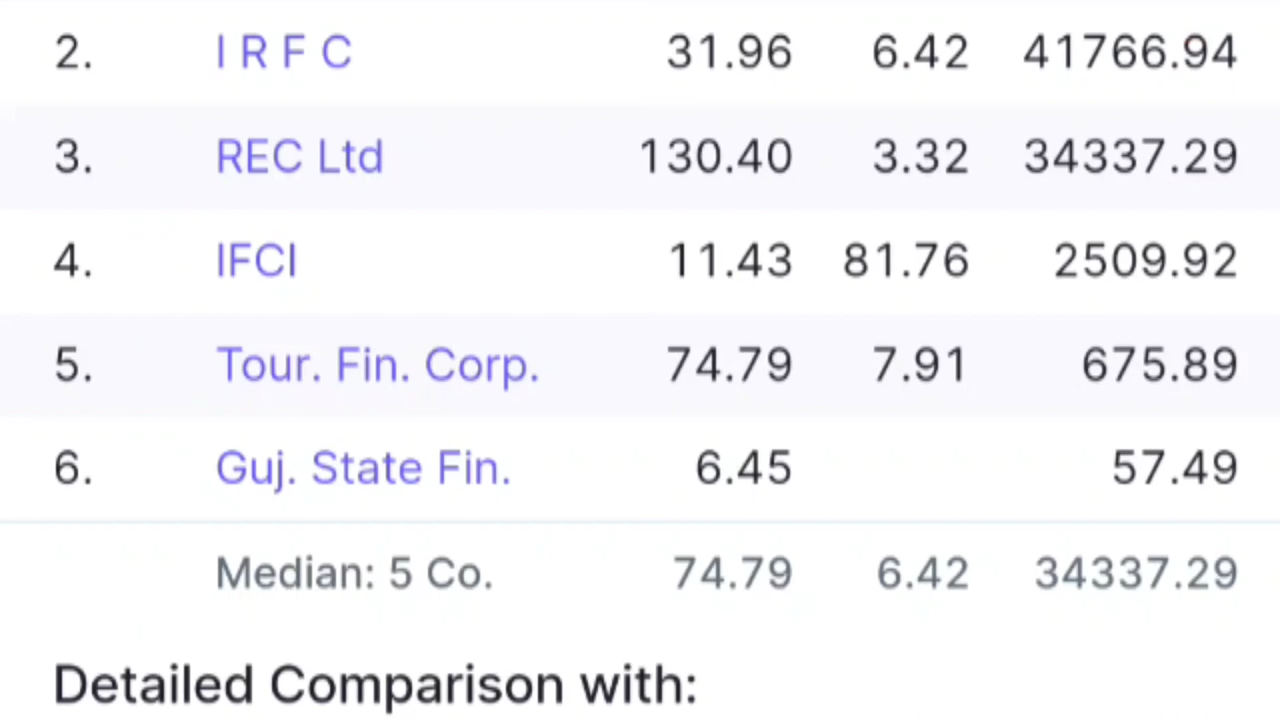 2. I R F C 31.96 6.42 41766.94
3. REC Ltd 130.40 3.32 34337.29
4. IFCI 11.43 81.76 2509.92
5. Tour. Fin. Corp. 74.79 7.91 675.89
6. Guj. State Fin. 6.45 57.49
Median: 5 Co. 74.79 6.42 34337.29
Detailed Comparison with: